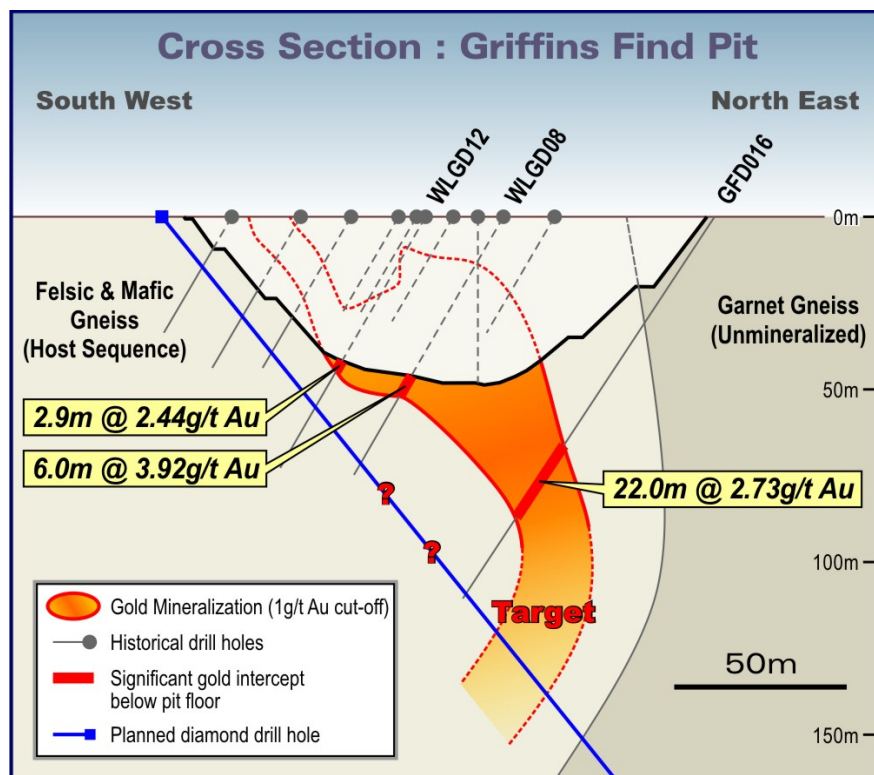 Cross Section : Griffins Find Pit
South West
North East
WLGD12
WLGD08
GFD016
0m
Felsic & Mafic
Gneiss
(Host Sequence)
Garnet Gneiss
(Unmineralized)
50m
2.9m @ 2.44g/t Au
6.0m @ 3.92g/t Au
22.0m @ 2.73g/t Au
?
?
100m
Target
Gold Mineralization (1g/t Au cut-off)
Historical drill holes
Significant gold intercept
below pit floor
Planned diamond drill hole
50m
150m